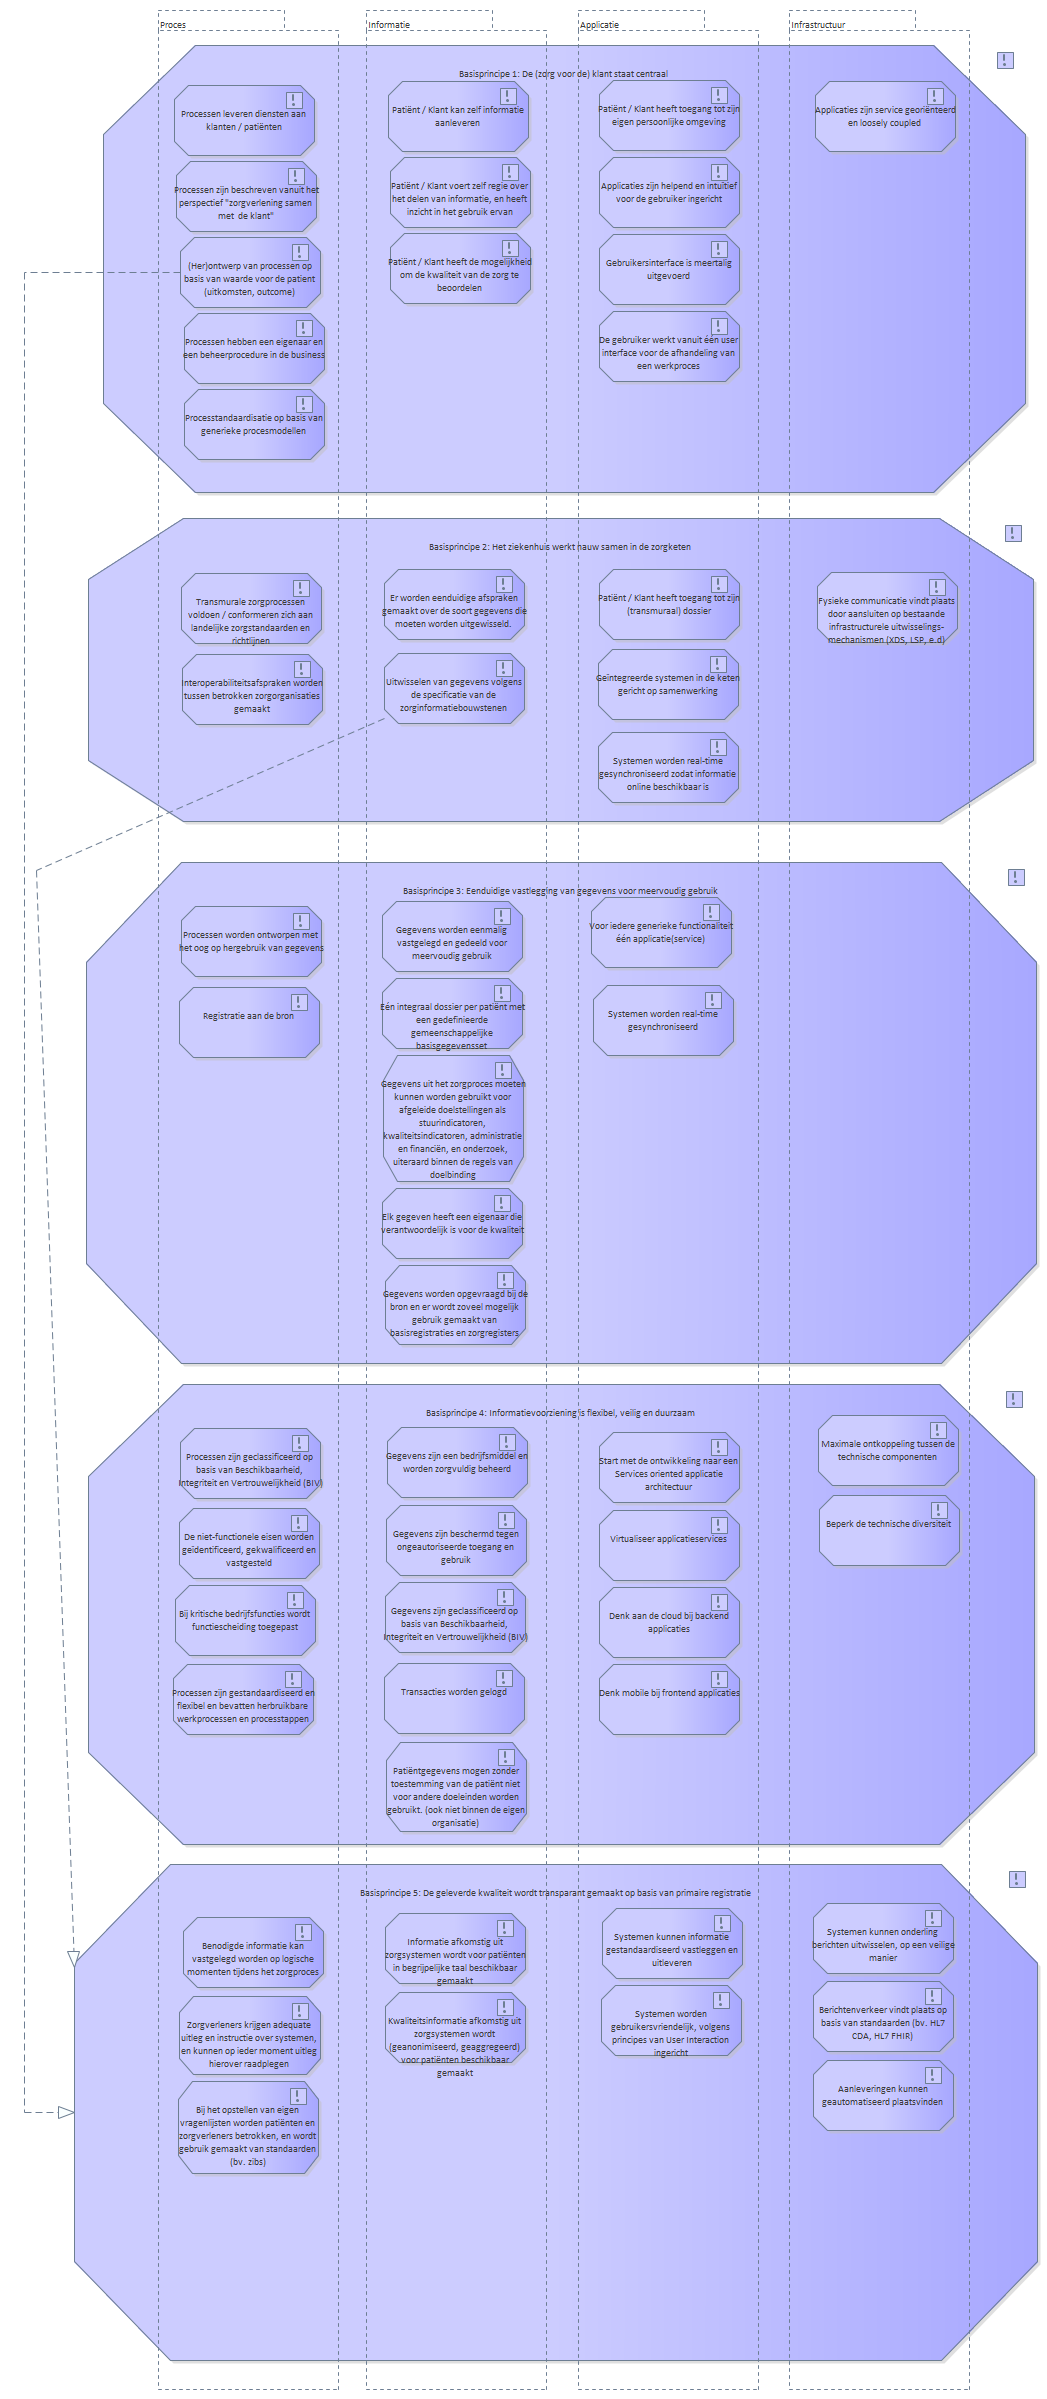 Proces
Informatie
Applicatie
Infrastructuur
Basisprincipe 1: De (zorg voor de) klant staat centraal
Processen leveren diensten aan
klanten / patiënten
Processen zijn beschreven vanuit het
perspectief "zorgverlening samen
met de klant"
(Her)ontwerp van processen op
basis van waarde voor de patient
(uitkomsten, outcome)
Processen hebben een eigenaar en
een beheerprocedure in de business
Processtandaardisatie op basis van
generieke procesmodellen
Patiënt / Klant kan zelf informatie
aanleveren
Patiënt / Klant voert zelf regie over
het delen van informatie, en heeft
inzicht in het gebruik ervan
Patiënt / Klant heeft de mogelijkheid
om de kwaliteit van de zorg te
beoordelen
Patiënt / Klant heeft toegang tot zijn
eigen persoonlijke omgeving
Applicaties zijn helpend en intuitief
voor de gebruiker ingericht
Gebruikersinterface is meertalig
uitgevoerd
De gebruiker werkt vanuit één user
interface voor de afhandeling van
een werkproces
Applicaties zijn service georiënteerd
en loosely coupled
Basisprincipe 2: Het ziekenhuis werkt nauw samen in de zorgketen
Transmurale zorgprocessen
voldoen / conformeren zich aan
landelijke zorgstandaarden en
richtlijnen
Interoperabiliteitsafspraken worden
tussen betrokken zorgorganisaties
gemaakt
Er worden eenduidige afspraken
gemaakt over de soort gegevens die
moeten worden uitgewisseld.
Uitwisselen van gegevens volgens
de specificatie van de
zorginformatiebouwstenen
Patiënt / Klant heeft toegang tot zijn
(transmuraal) dossier
Geïntegreerde systemen in de keten
gericht op samenwerking
Systemen worden real-time
gesynchroniseerd zodat informatie
online beschikbaar is
Fysieke communicatie vindt plaats
door aansluiten op bestaande
infrastructurele uitwisselings-
mechanismen (XDS, LSP, e.d)
Basisprincipe 3: Eenduidige vastlegging van gegevens voor meervoudig gebruik
Processen worden ontworpen met
het oog op hergebruik van gegevens
Registratie aan de bron
Gegevens worden eenmalig
vastgelegd en gedeeld voor
meervoudig gebruik
Eén integraal dossier per patiënt met
een gedefinieerde
gemeenschappelijke
basisgegevensset
Gegevens uit het zorgproces moeten
kunnen worden gebruikt voor
afgeleide doelstellingen als
stuurindicatoren,
kwaliteitsindicatoren, administratie
en financiën, en onderzoek,
uiteraard binnen de regels van
doelbinding
Elk gegeven heeft een eigenaar die
verantwoordelijk is voor de kwaliteit
Gegevens worden opgevraagd bij de
bron en er wordt zoveel mogelijk
gebruik gemaakt van
basisregistraties en zorgregisters
Voor iedere generieke functionaliteit
één applicatie(service)
Systemen worden real-time
gesynchroniseerd
Basisprincipe 4: Informatievoorziening is flexibel, veilig en duurzaam
Processen zijn geclassificeerd op
basis van Beschikbaarheid,
Integriteit en Vertrouwelijkheid (BIV)
De niet-functionele eisen worden
geïdentificeerd, gekwalificeerd en
vastgesteld
Bij kritische bedrijfsfuncties wordt
functiescheiding toegepast
Processen zijn gestandaardiseerd en
flexibel en bevatten herbruikbare
werkprocessen en processtappen
Gegevens zijn een bedrijfsmiddel en
worden zorgvuldig beheerd
Gegevens zijn beschermd tegen
ongeautoriseerde toegang en
gebruik
Gegevens zijn geclassificeerd op
basis van Beschikbaarheid,
Integriteit en Vertrouwelijkheid (BIV)
Transacties worden gelogd
Patiëntgegevens mogen zonder
toestemming van de patiënt niet
voor andere doeleinden worden
gebruikt. (ook niet binnen de eigen
organisatie)
Start met de ontwikkeling naar een
Services oriented applicatie
architectuur
Virtualiseer applicatieservices
Denk aan de cloud bij backend
applicaties
Denk mobile bij frontend applicaties
Maximale ontkoppeling tussen de
technische componenten
Beperk de technische diversiteit
Basisprincipe 5: De geleverde kwaliteit wordt transparant gemaakt op basis van primaire registratie
Benodigde informatie kan
vastgelegd worden op logische
momenten tijdens het zorgproces
Zorgverleners krijgen adequate
uitleg en instructie over systemen,
en kunnen op ieder moment uitleg
hierover raadplegen
Bij het opstellen van eigen
vragenlijsten worden patiënten en
zorgverleners betrokken, en wordt
gebruik gemaakt van standaarden
(bv. zibs)
Informatie afkomstig uit
zorgsystemen wordt voor patiënten
in begrijpelijke taal beschikbaar
gemaakt
Kwaliteitsinformatie afkomstig uit
zorgsystemen wordt
(geanonimiseerd, geaggregeerd)
voor patiënten beschikbaar
gemaakt
Systemen kunnen informatie
gestandaardiseerd vastleggen en
uitleveren
Systemen worden
gebruikersvriendelijk, volgens
principes van User Interaction
ingericht
Systemen kunnen onderling
berichten uitwisselen, op een veilige
manier
Berichtenverkeer vindt plaats op
basis van standaarden (bv. HL7
CDA, HL7 FHIR)
Aanleveringen kunnen
geautomatiseerd plaatsvinden